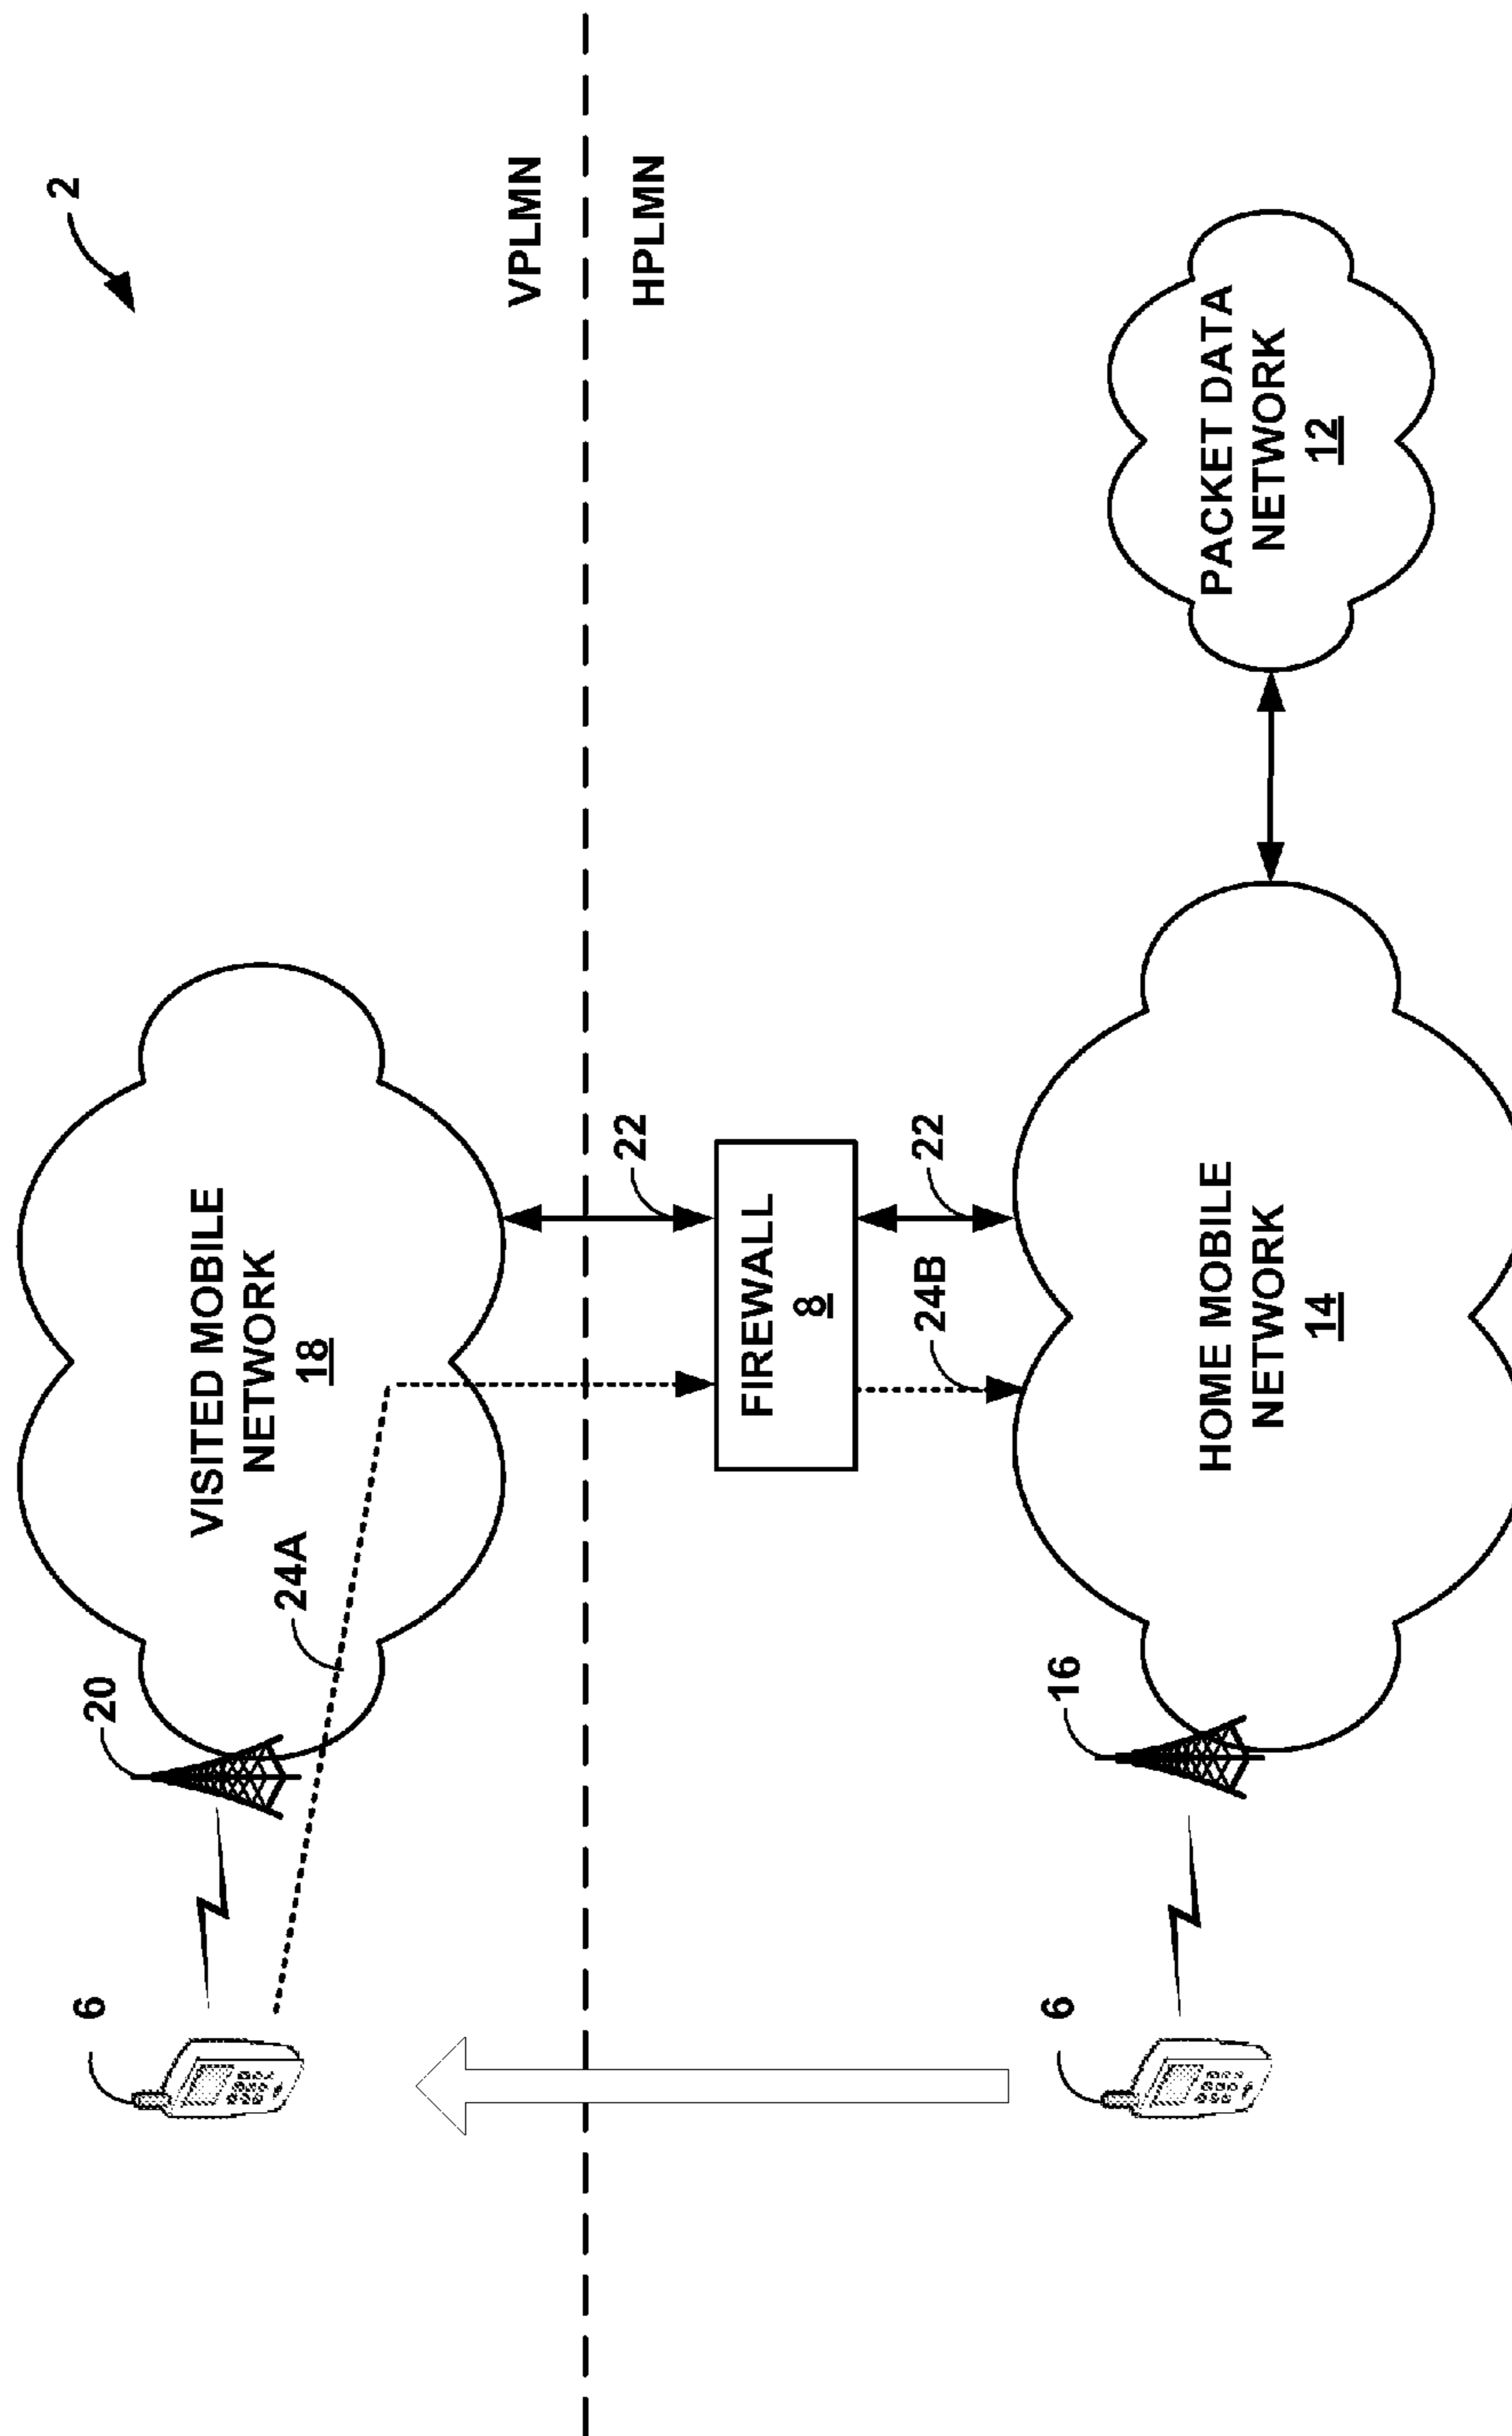 2
VPLMN
HPLMN
6
20
24A
VISITED MOBILE
NETWORK
18
22
FIREWALL
8
22
24B
6
16
HOME MOBILE
NETWORK
14
PACKET DATA
NETWORK
12